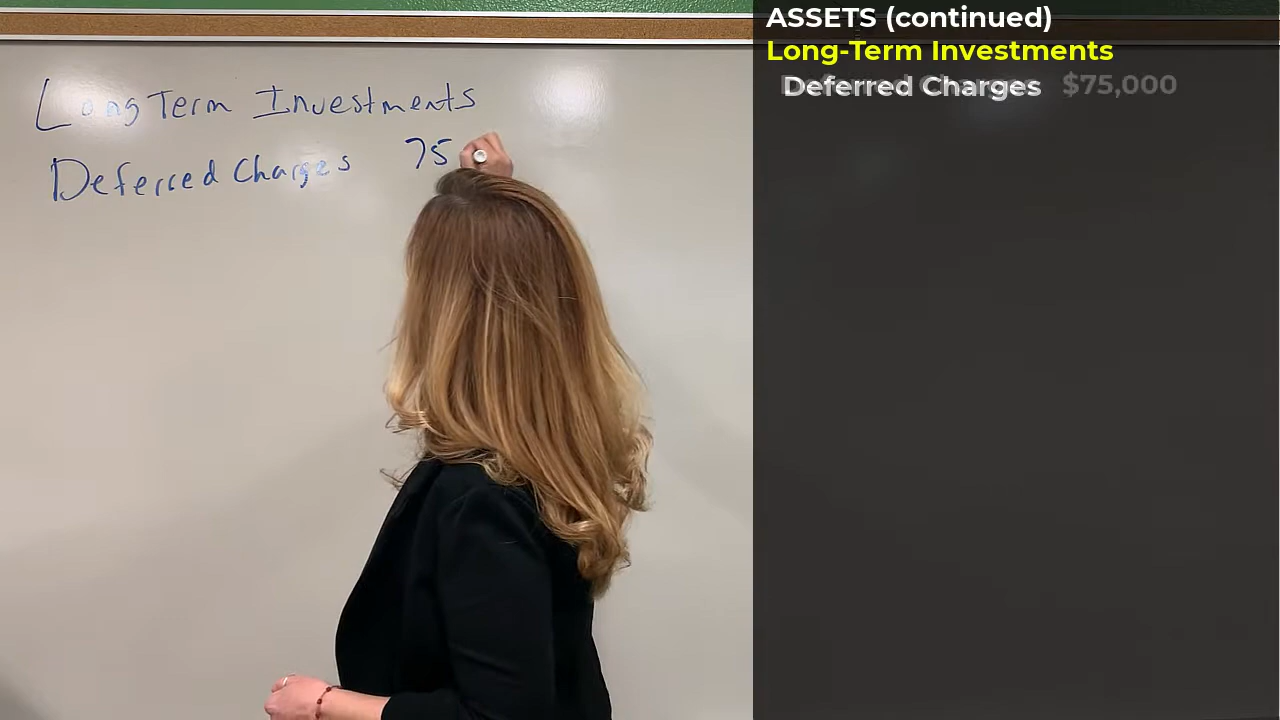 Long Term Investments
Deferred Charges 75
ASSETS (continued)
Long-Term Investments
Deferred Charges $75,000